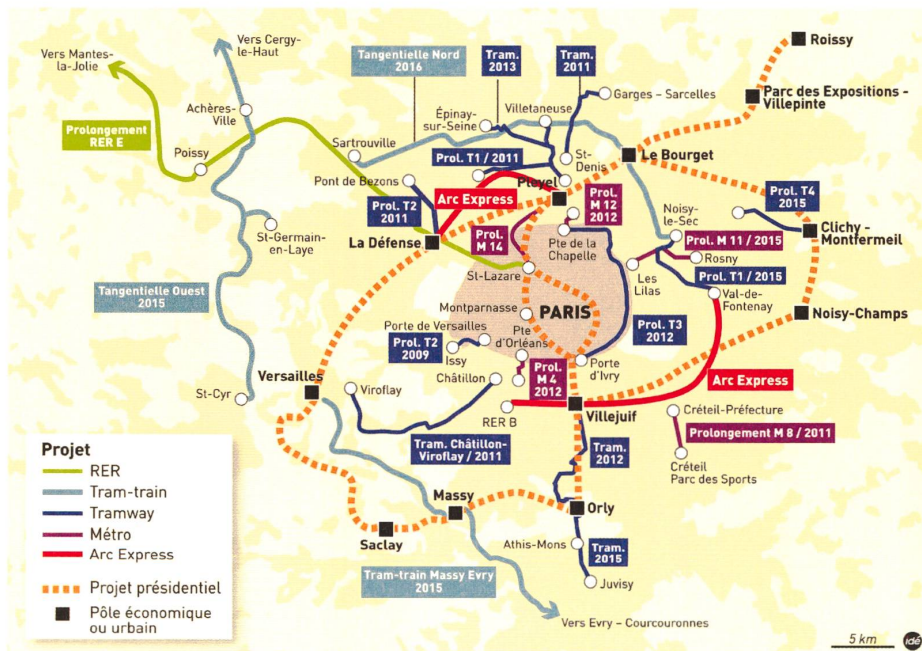 Vers Mantes-
la-Jolie
Vers Cergy-
le-Haut
Tangentielle Nord
2016
Tram.
2013
Tram.
2011
Roissy
Parc des Expositions –
Villepinte
Garges – Sarcelles
Villetaneuse
Épinay-
sur-Seine
Achères-
Ville
Prolongement
RER E
Poissy
Sartrouville
Prol. T1 / 2011
St-
Denis
Le Bourget
Pont de Bezons
Arc Express
Pleyel
Prol. T2
2011
Prol.
M 12
2012
Prol. T4
2015
Noisy-
le-Sec
Clichy-
Montfermeil
St-Germain-
en-Laye
La Défense
Prol.
M 14
Pte de la
Chapelle
Prol. M 11 / 2015
Rosny
St-Lazare
Les
Lilas
Prol. T1 / 2015
Tangentielle Ouest
2015
Val-de-
Fontenay
Montparnasse
PARIS
Noisy-Champs
Porte de Versailles
Prol. T3
2012
Prol. T2
2009
Issy
Pte
d'Orléans
Porte
d'Ivry
Châtillon
Prol.
M 4
2012
Arc Express
Versailles
Viroflay
St-Cyr
RER B
Villejuif
Créteil-Préfecture
Prolongement M 8 / 2011
Créteil
Parc des Sports
Tram. Châtillon-
Viroflay / 2011
Tram.
2012
Projet
RER
Tram-train
Tramway
Métro
Arc Express
Projet présidentiel
Pôle économique
ou urbain
Massy
Orly
Saclay
Athis-Mons
Tram.
2015
Juvisy
Tram-train Massy Evry
2015
Vers Evry – Courcouronnes
5 km
idé